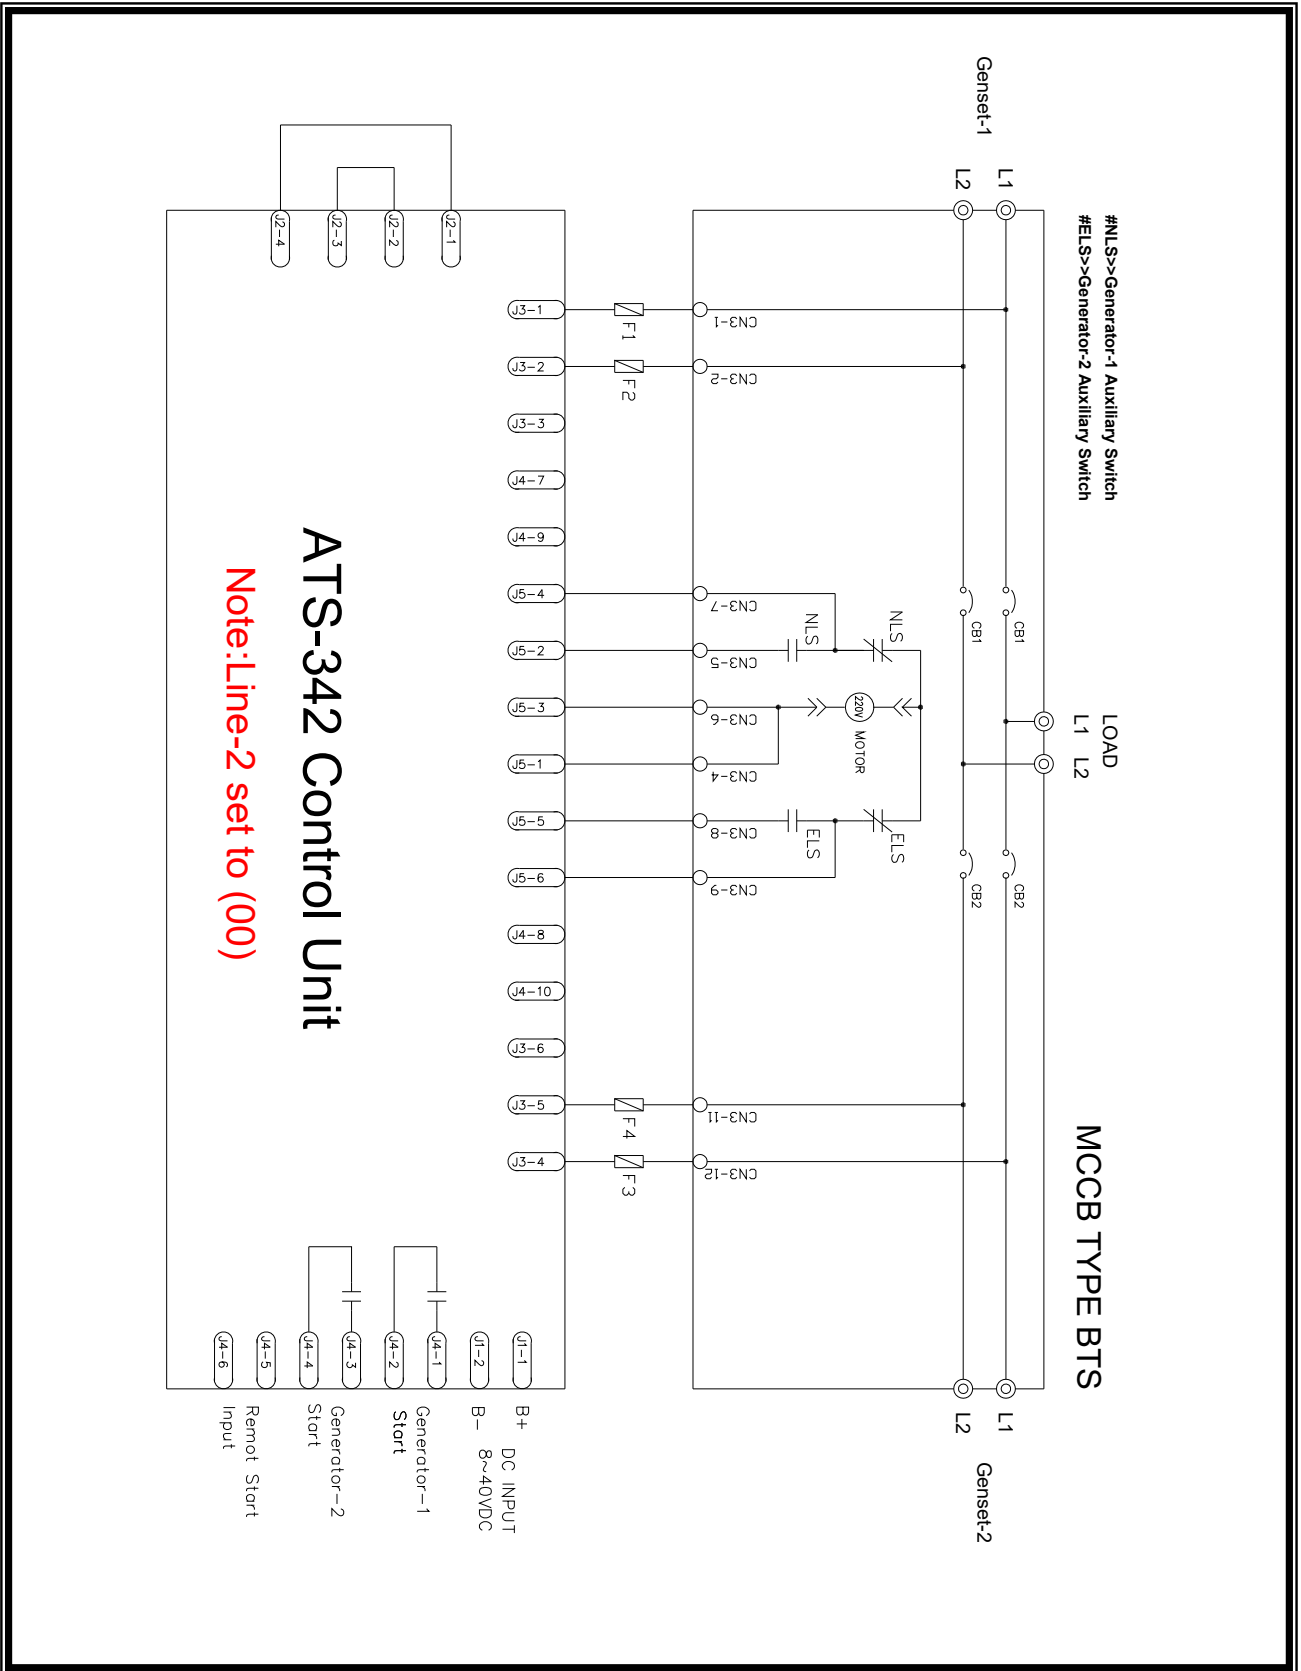 #NLS>>Generator-1 Auxiliary Switch
#ELS>>Generator-2 Auxiliary Switch
MCCB TYPE BTS
LOAD
L1 L2
Genset-1
L1
L2
CB1
CB1
CB2
CB2
L1
L2
Genset-2
NLS
NLS
220V
MOTOR
ELS
ELS
CN3-1
CN3-2
CN3-7
CN3-5
CN3-6
CN3-4
CN3-8
CN3-9
CN3-11
CN3-12
F1
F2
F4
F3
J3-1
J3-2
J3-3
J4-7
J4-9
J5-4
J5-2
J5-3
J5-1
J5-5
J5-6
J4-8
J4-10
J3-6
J3-5
J3-4
J2-1
J2-2
J2-3
J2-4
ATS-342 Control Unit
Note:Line-2 set to (00)
J1-1
J1-2
J4-1
J4-2
J4-3
J4-4
J4-5
J4-6
B+
B-
DC INPUT
8~40VDC
Generator-1
Start
Generator-2
Start
Remot Start
Input